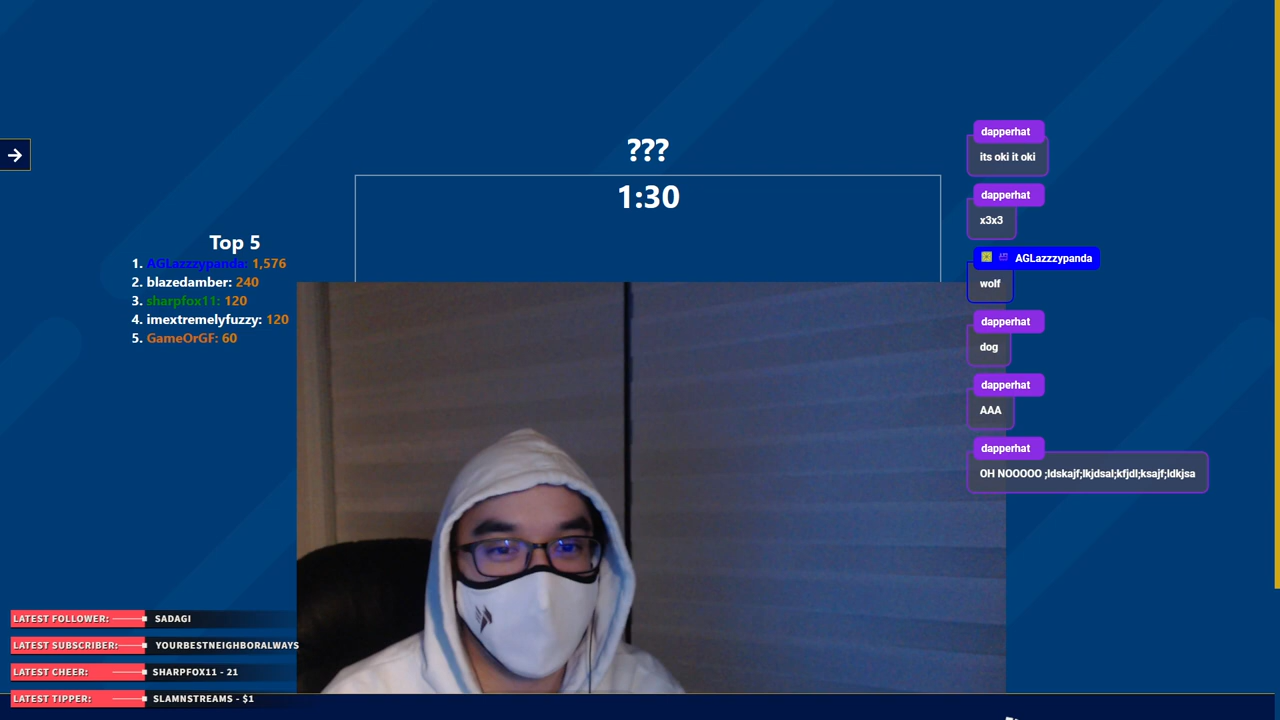 ???
1:30
Top 5
1. AGLazzzypanda: 1,576
2. blazedamber: 240
3. sharpfox11: 120
4. imextremelyfuzzy: 120
5. GameOrGF: 60
dapperhat
its oki it oki
dapperhat
x3x3
AGLazzzypanda
wolf
dapperhat
dog
dapperhat
AAA
dapperhat
OH NOOOOO ;ldskajf;lkjdsal;kfjdl;ksajf;ldkjsa
LATEST FOLLOWER: SADAGI
LATEST SUBSCRIBER: YOURBESTNEIGHBORALWAYS
LATEST CHEER: SHARPFOX11 - 21
LATEST TIPPER: SLAMNSTREAMS - $1